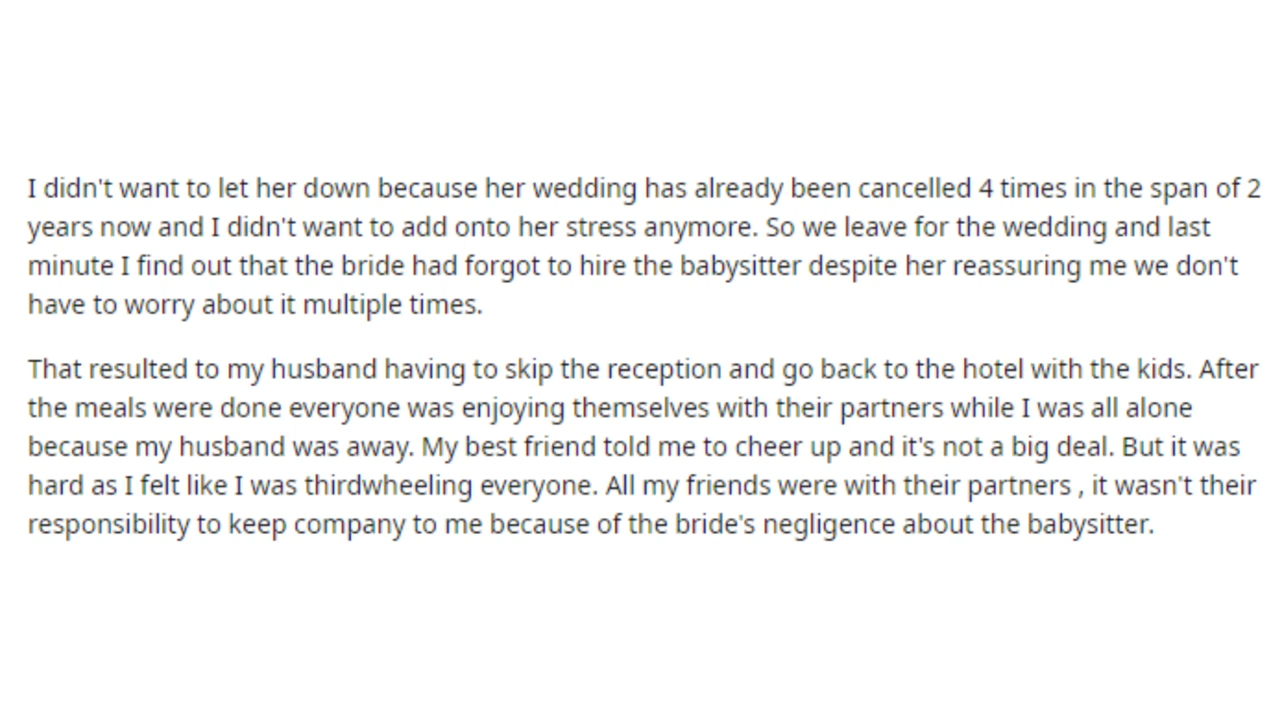 I didn't want to let her down because her wedding has already been cancelled 4 times in the span of 2
years now and I didn't want to add onto her stress anymore. So we leave for the wedding and last
minute I find out that the bride had forgot to hire the babysitter despite her reassuring me we don't
have to worry about it multiple times.
That resulted to my husband having to skip the reception and go back to the hotel with the kids. After
the meals were done everyone was enjoying themselves with their partners while I was all alone
because my husband was away. My best friend told me to cheer up and it's not a big deal. But it was
hard as I felt like I was thirdwheeling everyone. All my friends were with their partners , it wasn't their
responsibility to keep company to me because of the bride's negligence about the babysitter.